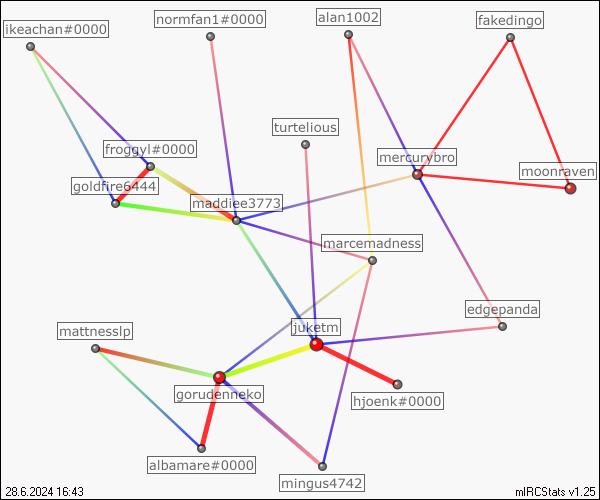 normfan1#0000
alan1002
fakedingo
ikeachan#0000
turtelious
froggyl#0000
mercurybro
moonraven
goldfire6444
maddiee3773
marcemadness
edgepanda
juketm
mattnesslp
gorudenneko
hjoenk#0000
albamare#0000
mingus4742
28.6.2024 16:43
mIRCStats v1.25